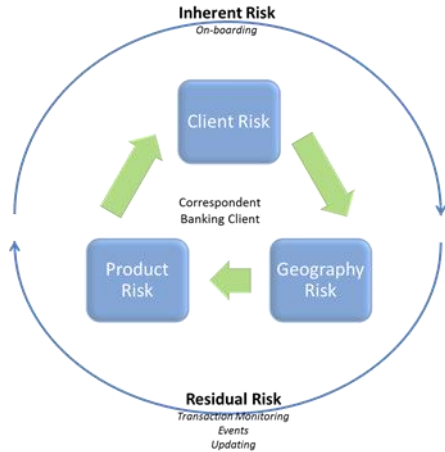 Inherent Risk
On-boarding
Client Risk
Correspondent
Banking Client
Product
Risk
Geography
Risk
Residual Risk
Transaction Monitoring
Events
Updating